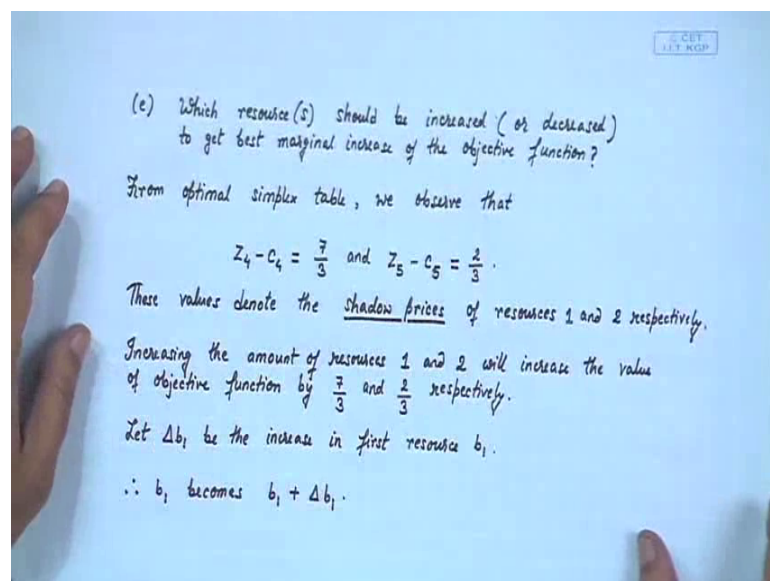 C CET
I.I.T. KGP
(e) Which resource(s) should be increased (or decreased)
to get best marginal increase of the objective function?
From optimal simplex table, we observe that
Z₄ - C₄ = 7/3 and Z₅ - C₅ = 2/3.
These values denote the shadow prices of resources 1 and 2 respectively.
Increasing the amount of resources 1 and 2 will increase the value
of objective function by 7/3 and 2/3 respectively.
Let Δb₁ be the increase in first resource b₁.
∴ b₁ becomes b₁ + Δb₁.